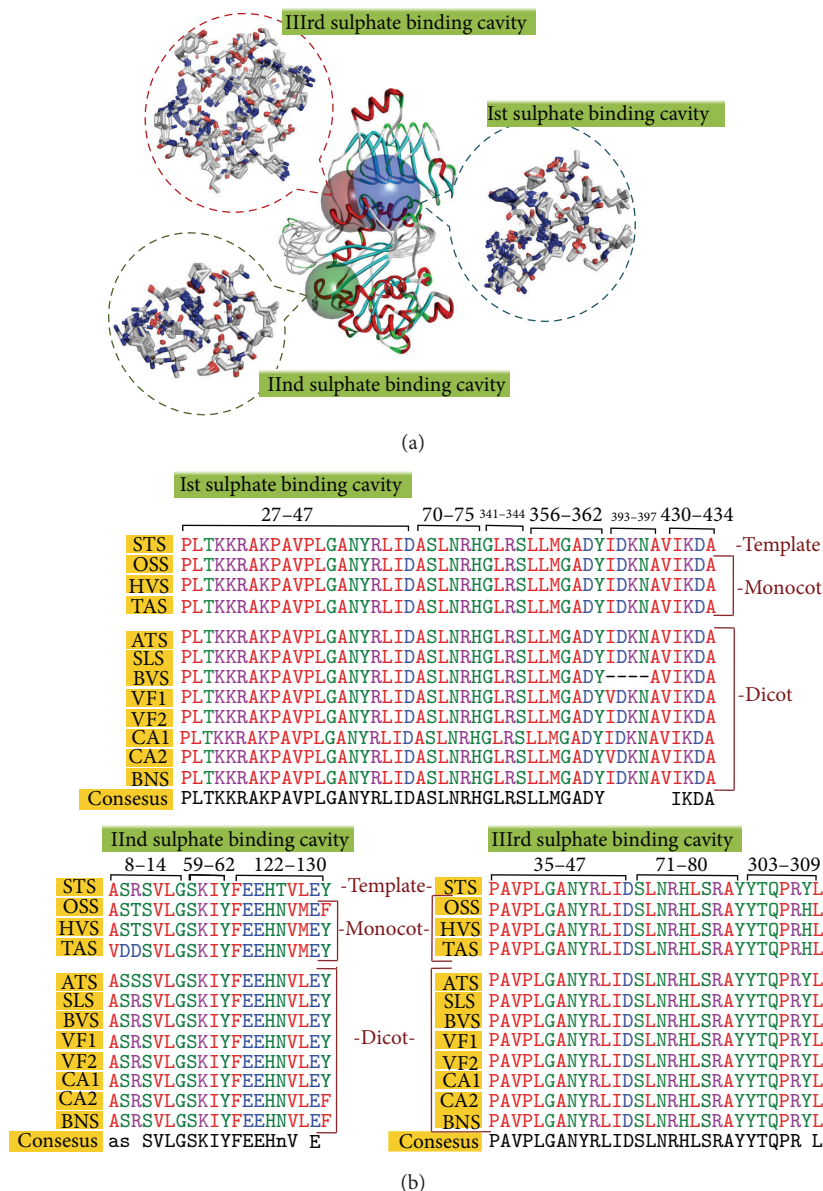 IIIrd sulphate binding cavity
Ist sulphate binding cavity
IInd sulphate binding cavity
(a)
Ist sulphate binding cavity
27–47 70–75 341–344 356–362 393–397 430–434
STS PLTKKRAKPAVPLGANYRLIDASLNRHGLRSLLMGADYIDKNAVIKDA -Template
OSS PLTKKRAKPAVPLGANYRLIDASLNRHGLRSLLMGADYIDKNAVIKDA
HVS PLTKKRAKPAVPLGANYRLIDASLNRHGLRSLLMGADYIDKNAVIKDA -Monocot
TAS PLTKKRAKPAVPLGANYRLIDASLNRHGLRSLLMGADYIDKNAVIKDA
ATS PLTKKRAKPAVPLGANYRLIDASLNRHGLRSLLMGADYIDKNAVIKDA
SLS PLTKKRAKPAVPLGANYRLIDASLNRHGLRSLLMGADYIDKNAVIKDA
BVS PLTKKRAKPAVPLGANYRLIDASLNRHGLRSLLMGADY----AVIKDA
VF1 PLTKKRAKPAVPLGANYRLIDASLNRHGLRSLLMGADYVDKNAVIKDA -Dicot
VF2 PLTKKRAKPAVPLGANYRLIDASLNRHGLRSLLMGADYVDKNAVIKDA
CA1 PLTKKRAKPAVPLGANYRLIDASLNRHGLRSLLMGADYIDKNAVIKDA
CA2 PLTKKRAKPAVPLGANYRLIDASLNRHGLRSLLMGADYVDKNAVIKDA
BNS PLTKKRAKPAVPLGANYRLIDASLNRHGLRSLLMGADYIDKNAVIKDA
Consesus PLTKKRAKPAVPLGANYRLIDASLNRHGLRSLLMGADY IKDA
IInd sulphate binding cavity
8–14 59–62 122–130
STS ASRSVLGSKIYFEEHTVLEY -Template-
OSS ASTSVLGSKIYFEEHNVMEF
HVS ASTSVLGSKIYFEEHNVMEY -Monocot-
TAS VDDSVLGSKIYFEEHNVMEY
ATS ASSSVLGSKIYFEEHNVLEY
SLS ASRSVLGSKIYFEEHNVLEY
BVS ASRSVLGSKIYFEEHNVLEY
VF1 ASRSVLGSKIYFEEHNVLEY -Dicot-
VF2 ASRSVLGSKIYFEEHNVLEY
CA1 ASRSVLGSKIYFEEHNVLEY
CA2 ASRSVLGSKIYFEEHNVLEF
BNS ASRSVLGSKIYFEEHNVLEF
Consesus as SVLGSKIYFEEHnV E
IIIrd sulphate binding cavity
35–47 71–80 303–309
STS PAVPLGANYRLIDSLNRHLSRAYYTQPRYL
OSS PAVPLGANYRLIDSLNRHLSRAYYTQPRHL
HVS PAVPLGANYRLIDSLNRHLSRAYYTQPRHL
TAS PAVPLGANYRLIDSLNRHLSRAYYTQPRHL
ATS PAVPLGANYRLIDSLNRHLSRAYYTQPRYL
SLS PAVPLGANYRLIDSLNRHLSRAYYTQPRYL
BVS PAVPLGANYRLIDSLNRHLSRAYYTQPRYL
VF1 PAVPLGANYRLIDSLNRHLSRAYYTQPRYL
VF2 PAVPLGANYRLIDSLNRHLSRAYYTQPRYL
CA1 PAVPLGANYRLIDSLNRHLSRAYYTQPRYL
CA2 PAVPLGANYRLIDSLNRHLSRAYYTQPRYL
BNS PAVPLGANYRLIDSLNRHLSRAYYTQPRYL
Consesus PAVPLGANYRLIDSLNRHLSRAYYTQPR L
(b)